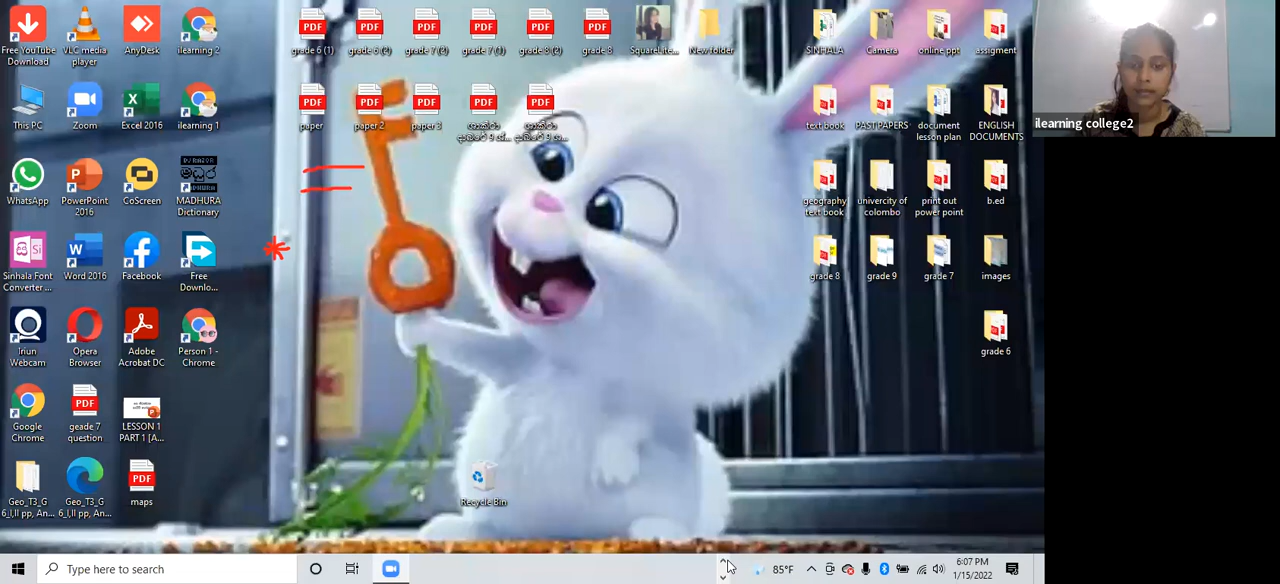 Free YouTube Download
VLC media player
AnyDesk
ilearning 2
grade 6 (1)
grade 6 (2)
grade 7 (2)
grade 7 (1)
grade 8 (2)
grade 8
SquareLite...
New folder
SINHALA
Camera
online ppt
assigment
ilearning college2
This PC
Zoom
Excel 2016
ilearning 1
paper
paper 2
paper 3
text book
PAST PAPERS
document lesson plan
ENGLISH DOCUMENTS
WhatsApp
PowerPoint 2016
CoScreen
MADHURA Dictionary
geography text book
univercity of colombo
print out power point
b.ed
Sinhala Font Converter ...
Word 2016
Facebook
Free Downlo...
grade 8
grade 9
grade 7
images
Iriun Webcam
Opera Browser
Adobe Acrobat DC
Person 1 - Chrome
grade 6
Google Chrome
geade 7 question
LESSON 1 PART 1 [A...
Geo_T3_G 6_I,II pp, An...
Geo_T3_G 6_I,II pp, An...
maps
Recycle Bin
Type here to search
85°F
6:07 PM
1/15/2022